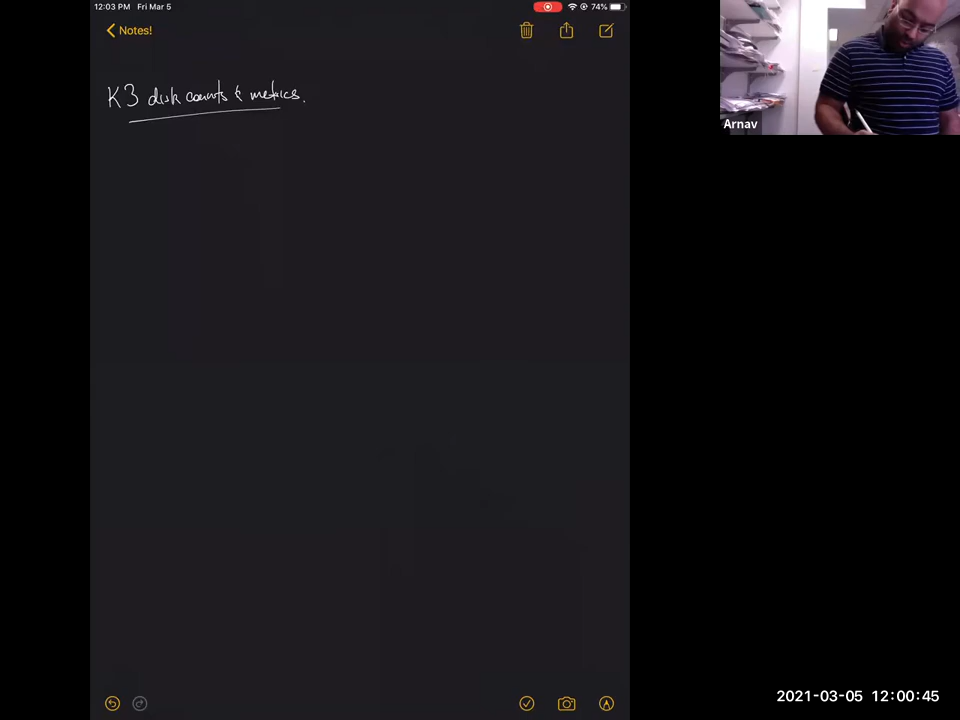 12:03 PM Fri Mar 5
74%
Notes!
K3 disk counts & metrics.
Arnav
2021-03-05 12:00:45